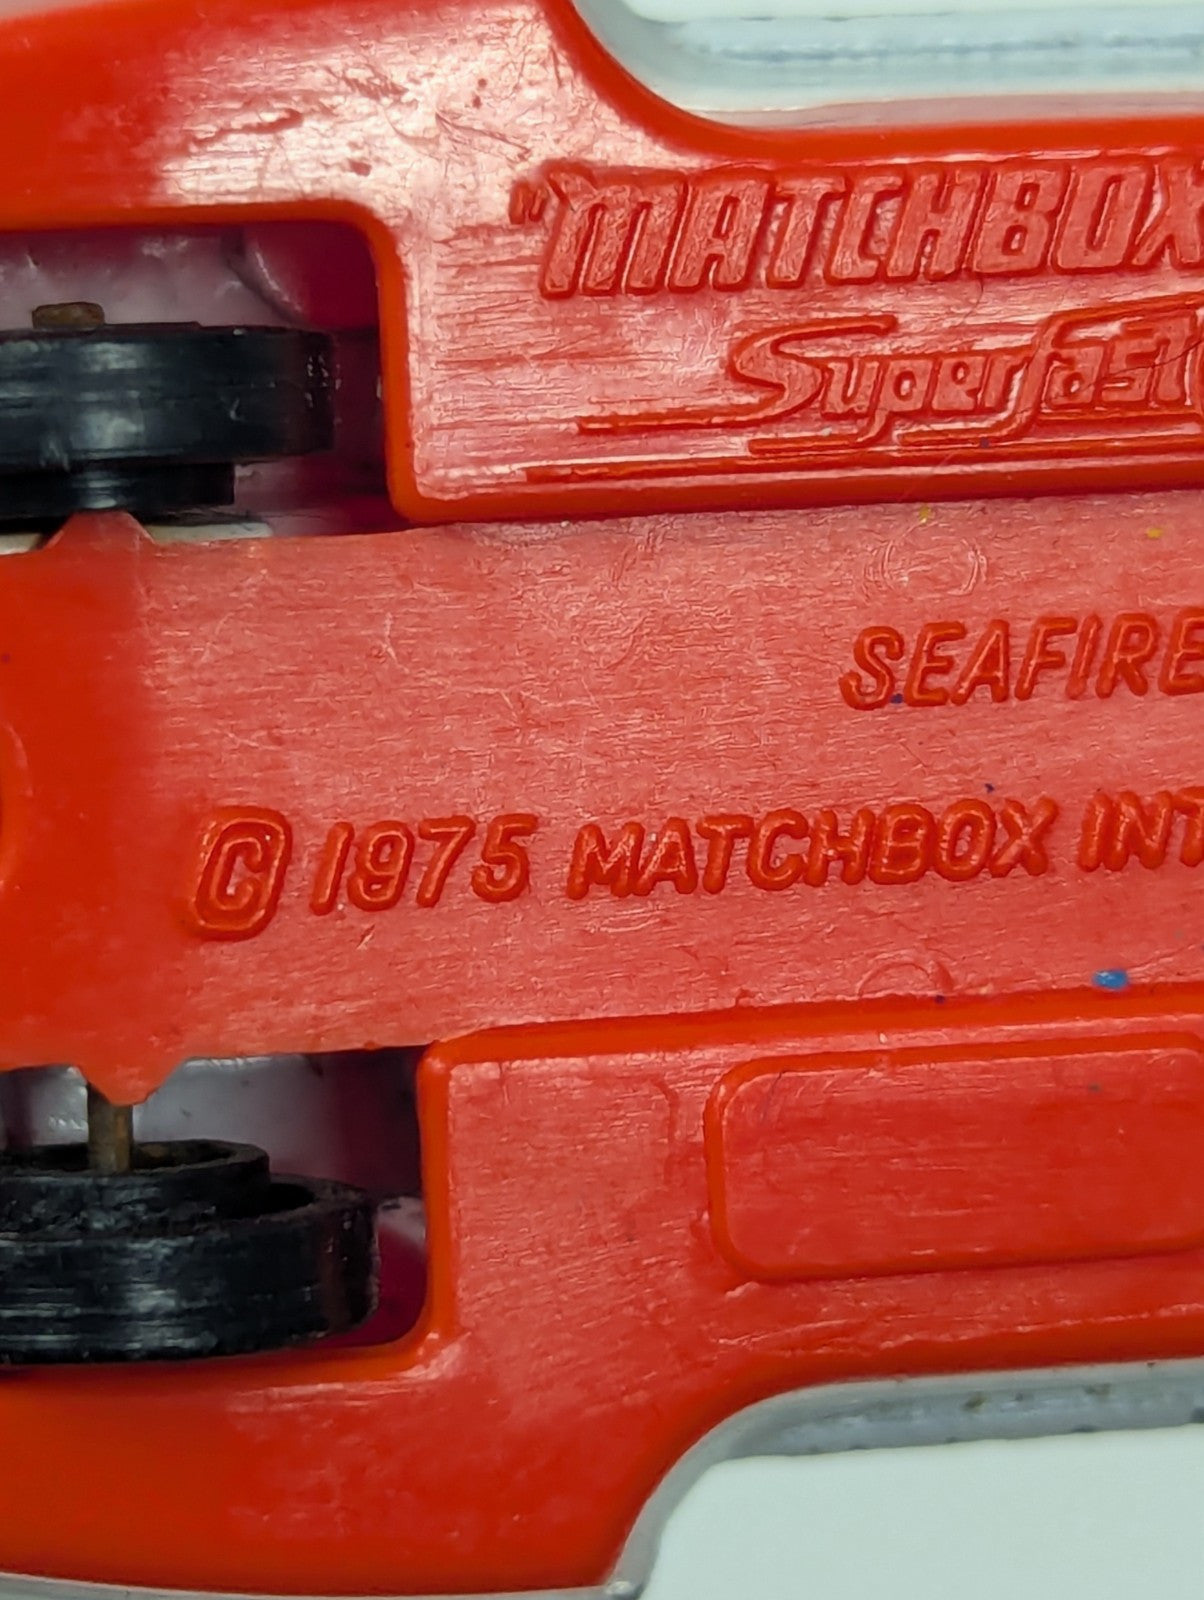 "MATCHBOX
Superfast
SEAFIRE
© 1975 MATCHBOX INT